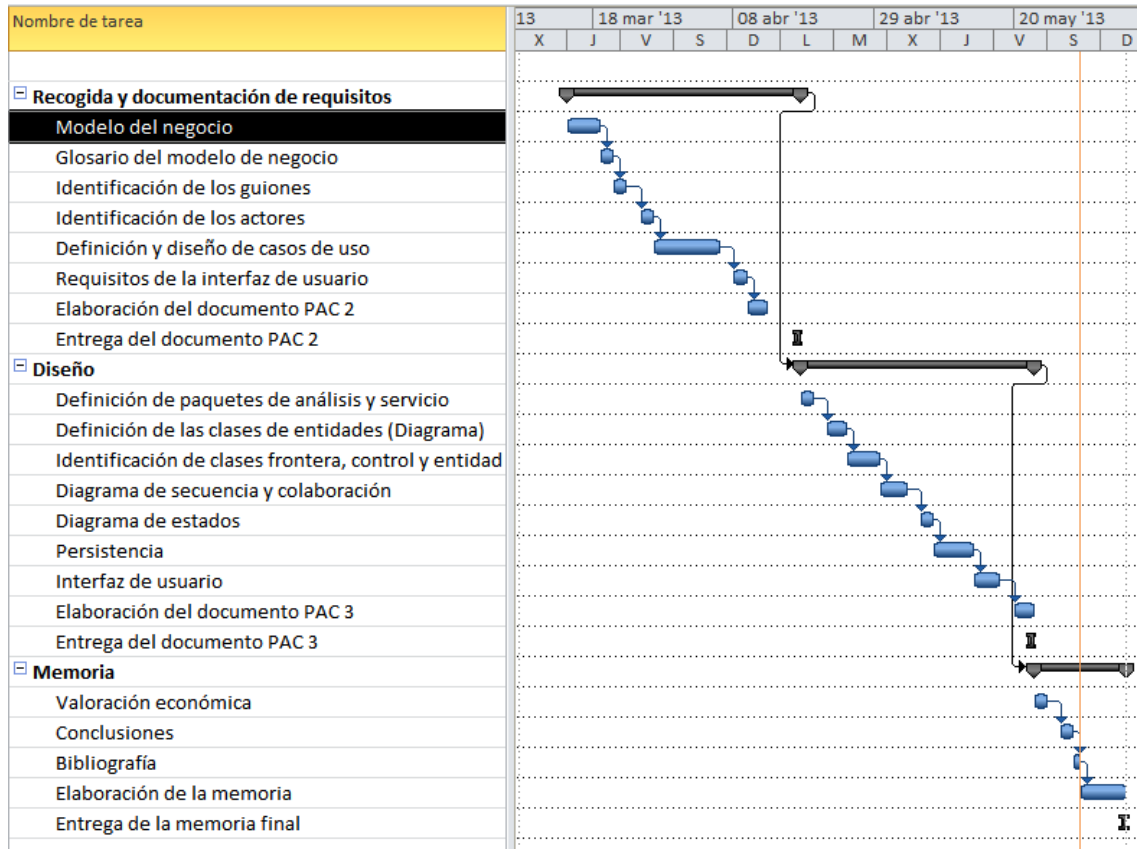 Nombre de tarea
13 18 mar '13 08 abr '13 29 abr '13 20 may '13
X J V S D L M X J V S D
Recogida y documentación de requisitos
Modelo del negocio
Glosario del modelo de negocio
Identificación de los guiones
Identificación de los actores
Definición y diseño de casos de uso
Requisitos de la interfaz de usuario
Elaboración del documento PAC 2
Entrega del documento PAC 2
Diseño
Definición de paquetes de análisis y servicio
Definición de las clases de entidades (Diagrama)
Identificación de clases frontera, control y entidad
Diagrama de secuencia y colaboración
Diagrama de estados
Persistencia
Interfaz de usuario
Elaboración del documento PAC 3
Entrega del documento PAC 3
Memoria
Valoración económica
Conclusiones
Bibliografía
Elaboración de la memoria
Entrega de la memoria final